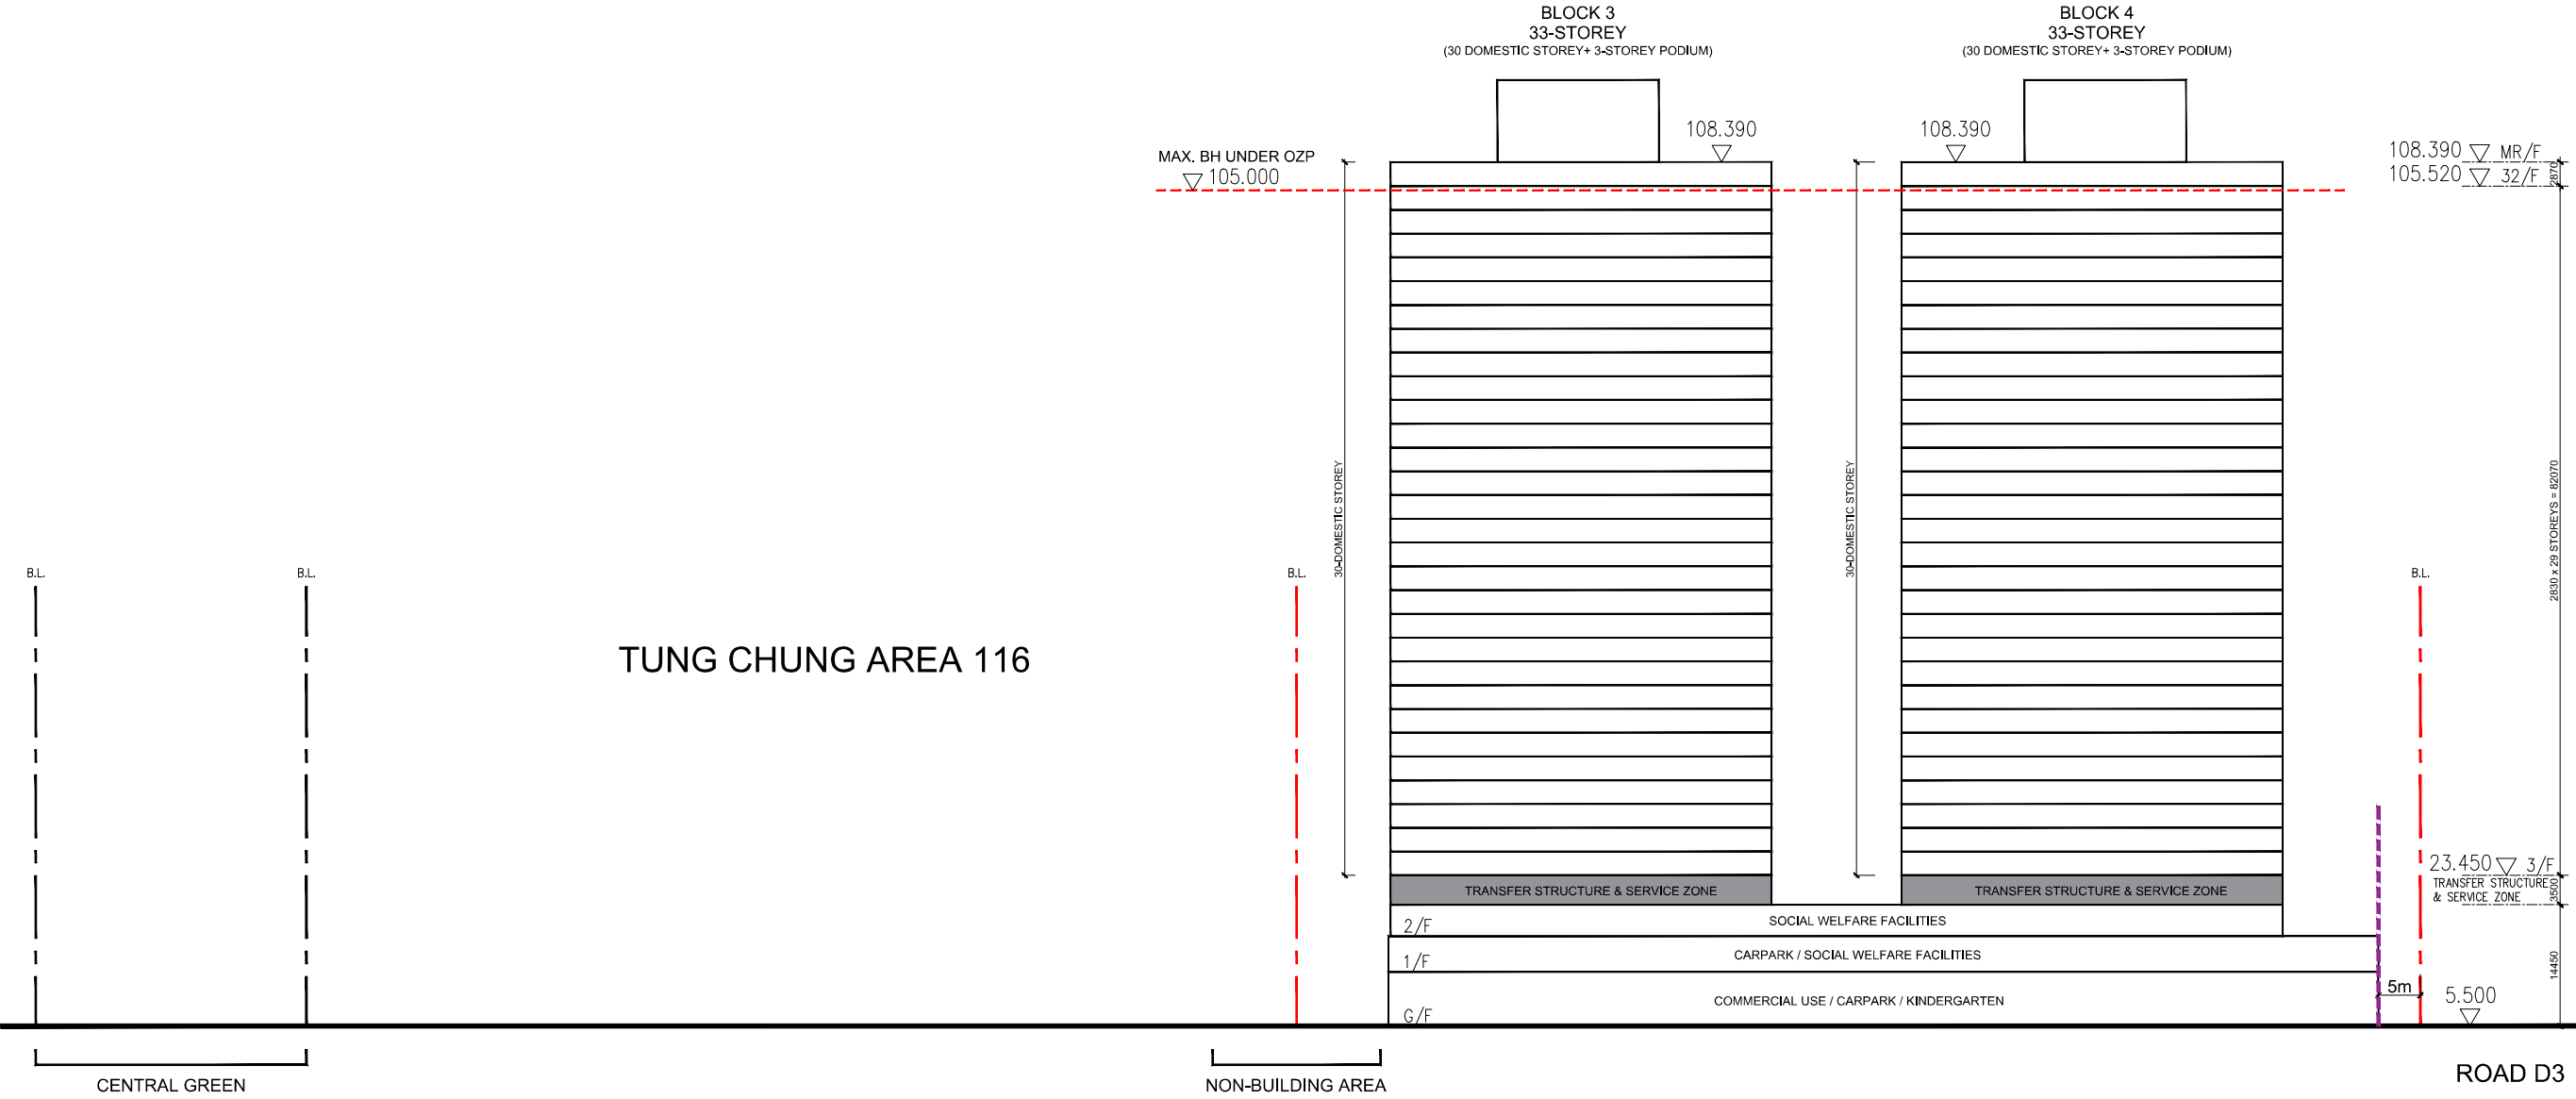 BLOCK 3
33-STOREY
(30 DOMESTIC STOREY+ 3-STOREY PODIUM)
BLOCK 4
33-STOREY
(30 DOMESTIC STOREY+ 3-STOREY PODIUM)
108.390
108.390
MAX. BH UNDER OZP
105.000
108.390 MR/F
105.520 32/F
2870
30-DOMESTIC STOREY
30-DOMESTIC STOREY
2830 x 29 STOREYS = 82070
B.L.
B.L.
B.L.
B.L.
TUNG CHUNG AREA 116
23.450 3/F
TRANSFER STRUCTURE
& SERVICE ZONE
3500
TRANSFER STRUCTURE & SERVICE ZONE
TRANSFER STRUCTURE & SERVICE ZONE
2/F
SOCIAL WELFARE FACILITIES
1/F
CARPARK / SOCIAL WELFARE FACILITIES
14450
G/F
COMMERCIAL USE / CARPARK / KINDERGARTEN
5m
5.500
CENTRAL GREEN
NON-BUILDING AREA
ROAD D3